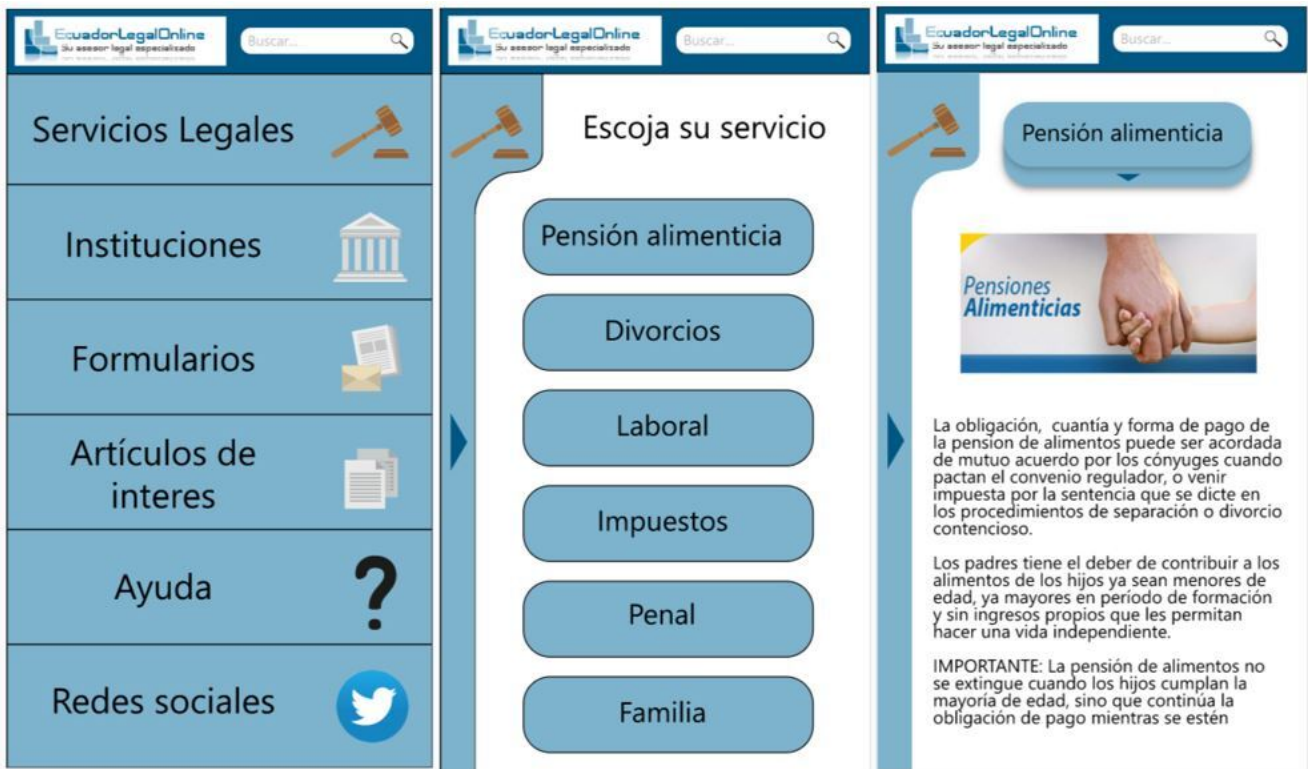 EcuadorLegalOnline
Su asesor legal especializado
Buscar...
Servicios Legales
Instituciones
Formularios
Artículos de
interes
Ayuda
?
Redes sociales
EcuadorLegalOnline
Su asesor legal especializado
Buscar...
Escoja su servicio
Pensión alimenticia
Divorcios
Laboral
Impuestos
Penal
Familia
EcuadorLegalOnline
Su asesor legal especializado
Buscar...
Pensión alimenticia
Pensiones
Alimenticias
La obligación, cuantía y forma de pago de
la pension de alimentos puede ser acordada
de mutuo acuerdo por los cónyuges cuando
pactan el convenio regulador, o venir
impuesta por la sentencia que se dicte en
los procedimientos de separación o divorcio
contencioso.
Los padres tiene el deber de contribuir a los
alimentos de los hijos ya sean menores de
edad, ya mayores en período de formación
y sin ingresos propios que les permitan
hacer una vida independiente.
IMPORTANTE: La pensión de alimentos no
se extingue cuando los hijos cumplan la
mayoría de edad, sino que continúa la
obligación de pago mientras se estén